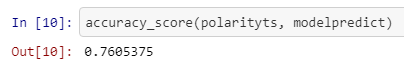 In [10]: accuracy_score(polarityts, modelpredict)
Out[10]: 0.7605375